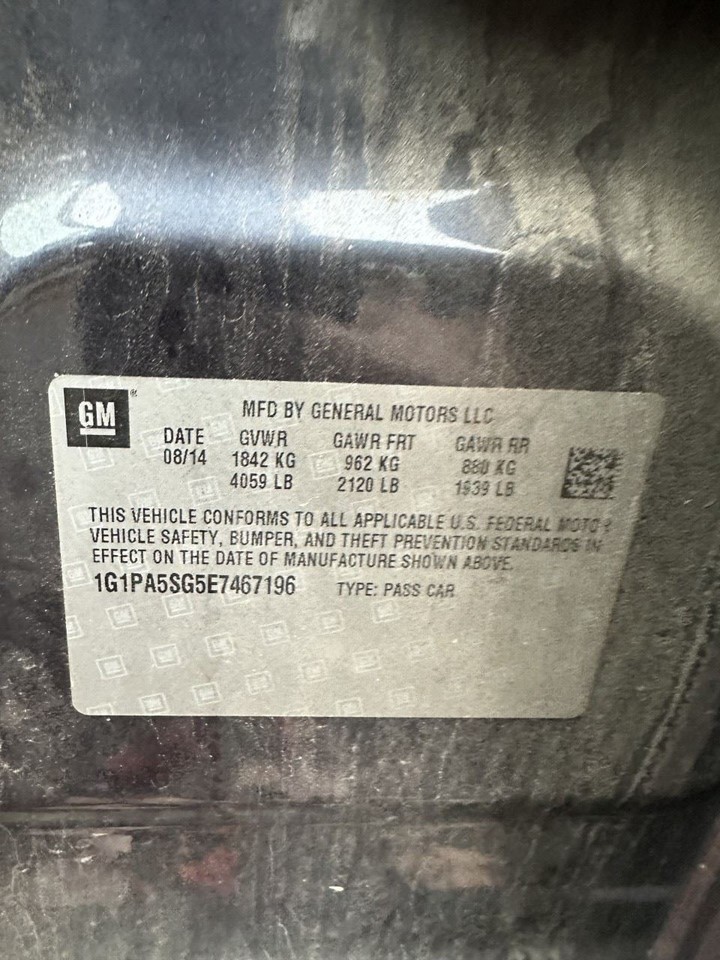 GM
MFD BY GENERAL MOTORS LLC
DATE GVWR GAWR FRT GAWR RR
08/14 1842 KG 962 KG 880 KG
4059 LB 2120 LB 1939 LB
THIS VEHICLE CONFORMS TO ALL APPLICABLE U.S. FEDERAL MOTOR
VEHICLE SAFETY, BUMPER, AND THEFT PREVENTION STANDARDS IN
EFFECT ON THE DATE OF MANUFACTURE SHOWN ABOVE.
1G1PA5SG5E7467196 TYPE: PASS CAR